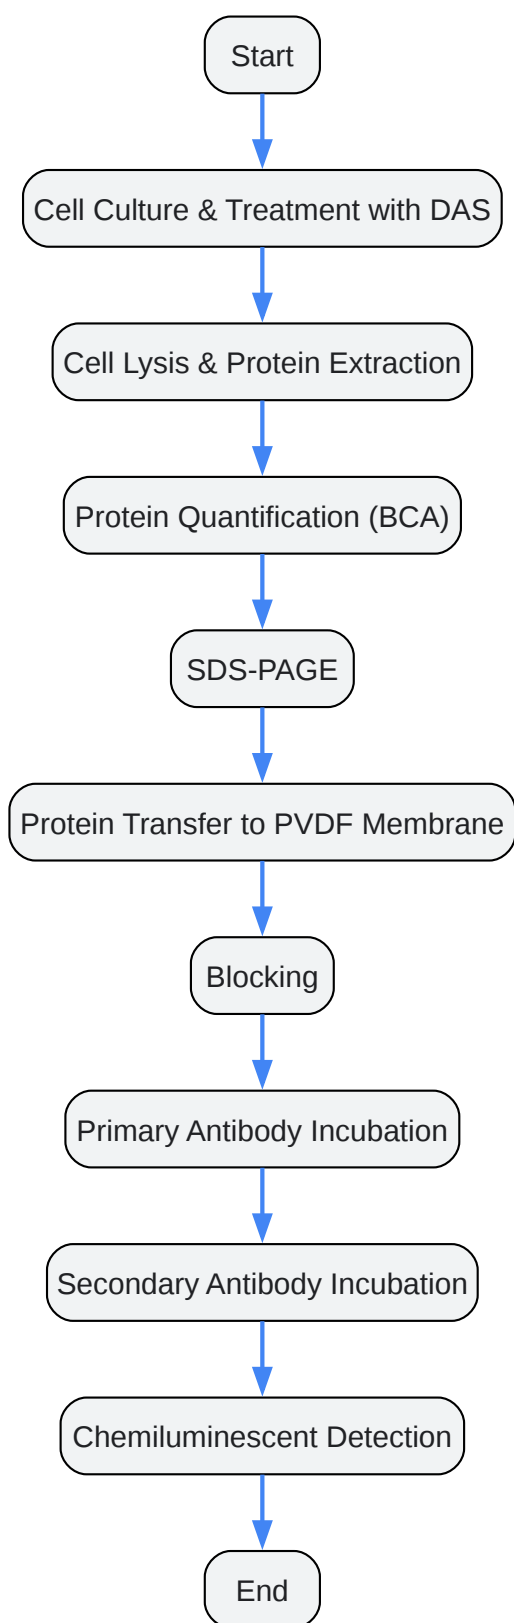 Start
Cell Culture & Treatment with DAS
Cell Lysis & Protein Extraction
Protein Quantification (BCA)
SDS-PAGE
Protein Transfer to PVDF Membrane
Blocking
Primary Antibody Incubation
Secondary Antibody Incubation
Chemiluminescent Detection
End